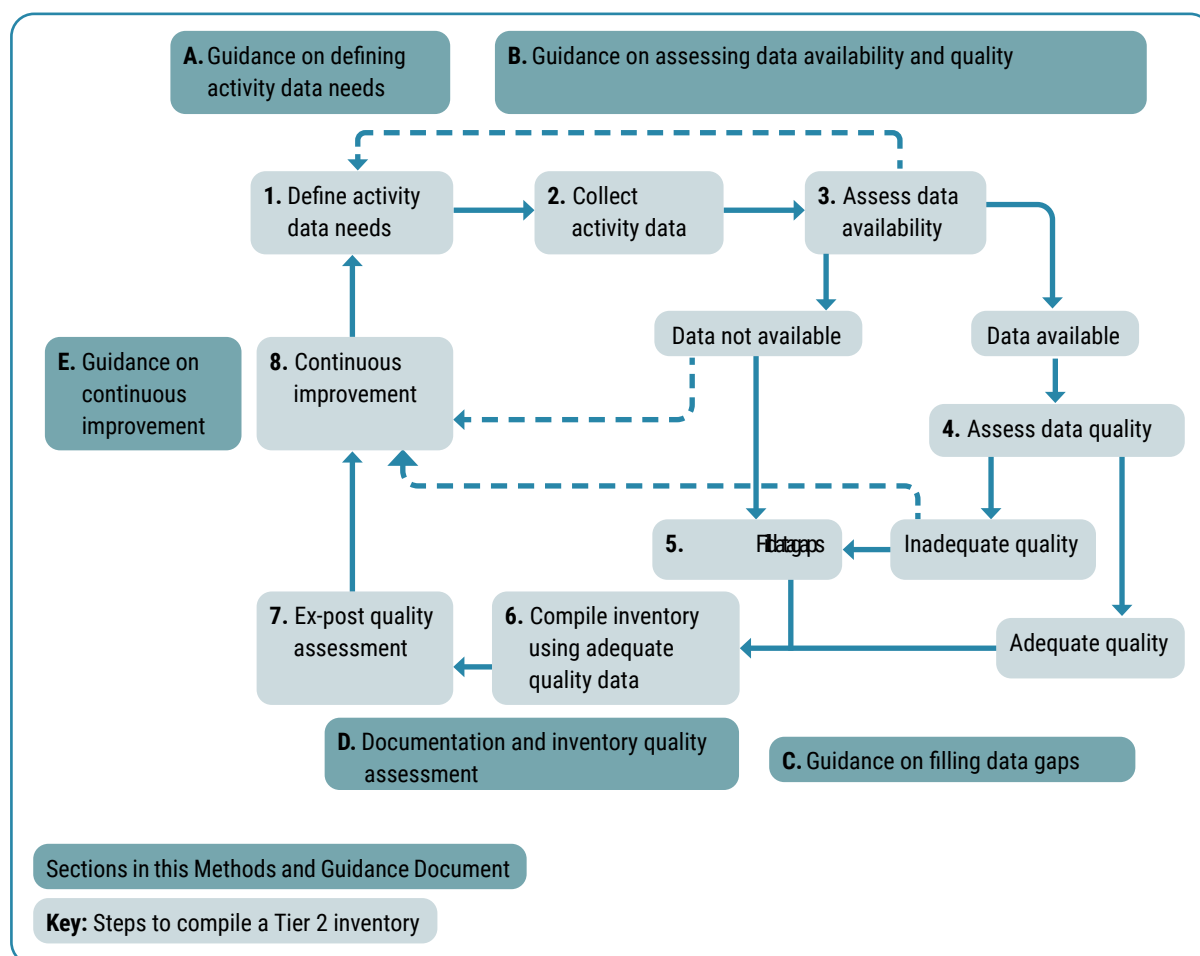 A. Guidance on defining
activity data needs
B. Guidance on assessing data availability and quality
1. Define activity
data needs
2. Collect
activity data
3. Assess data
availability
Data not available
Data available
E. Guidance on
continuous
improvement
8. Continuous
improvement
4. Assess data quality
5. Fill data gaps
Inadequate quality
7. Ex-post quality
assessment
6. Compile inventory
using adequate
quality data
Adequate quality
D. Documentation and inventory quality
assessment
C. Guidance on filling data gaps
Sections in this Methods and Guidance Document
Key: Steps to compile a Tier 2 inventory